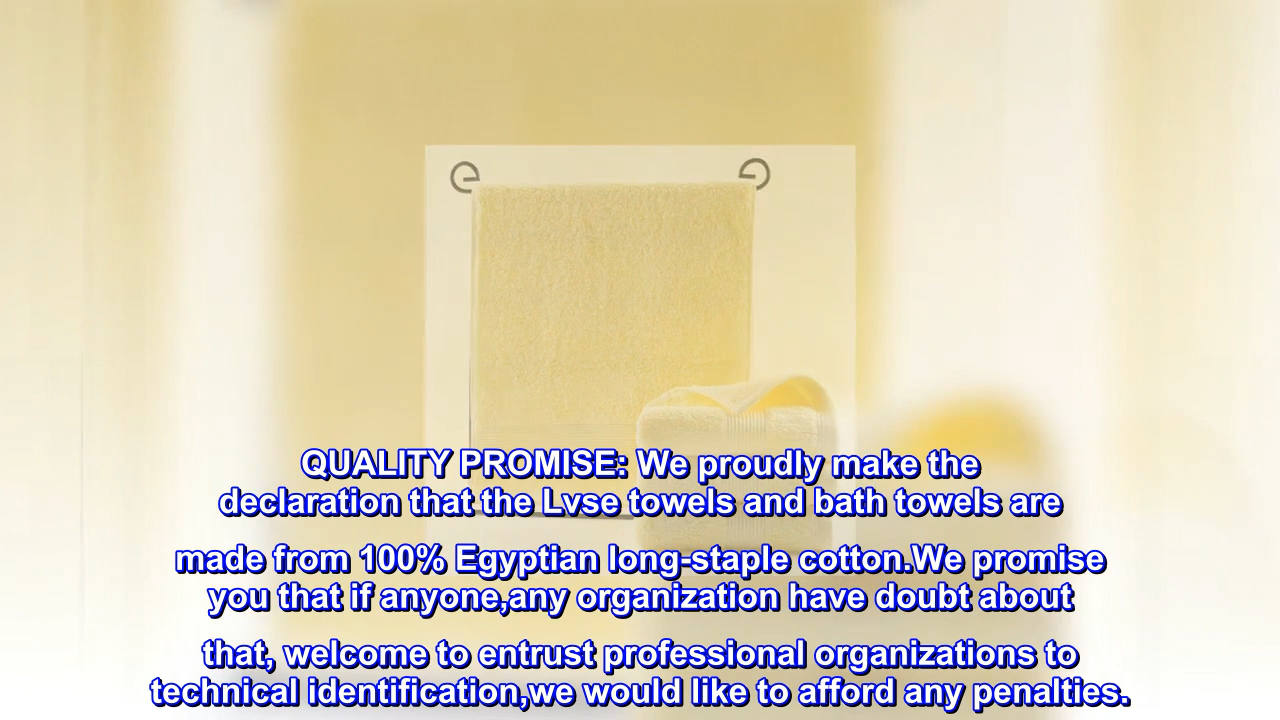 QUALITY PROMISE: We proudly make the
declaration that the Lvse towels and bath towels are
made from 100% Egyptian long-staple cotton.We promise
you that if anyone,any organization have doubt about
that, welcome to entrust professional organizations to
technical identification,we would like to afford any penalties.